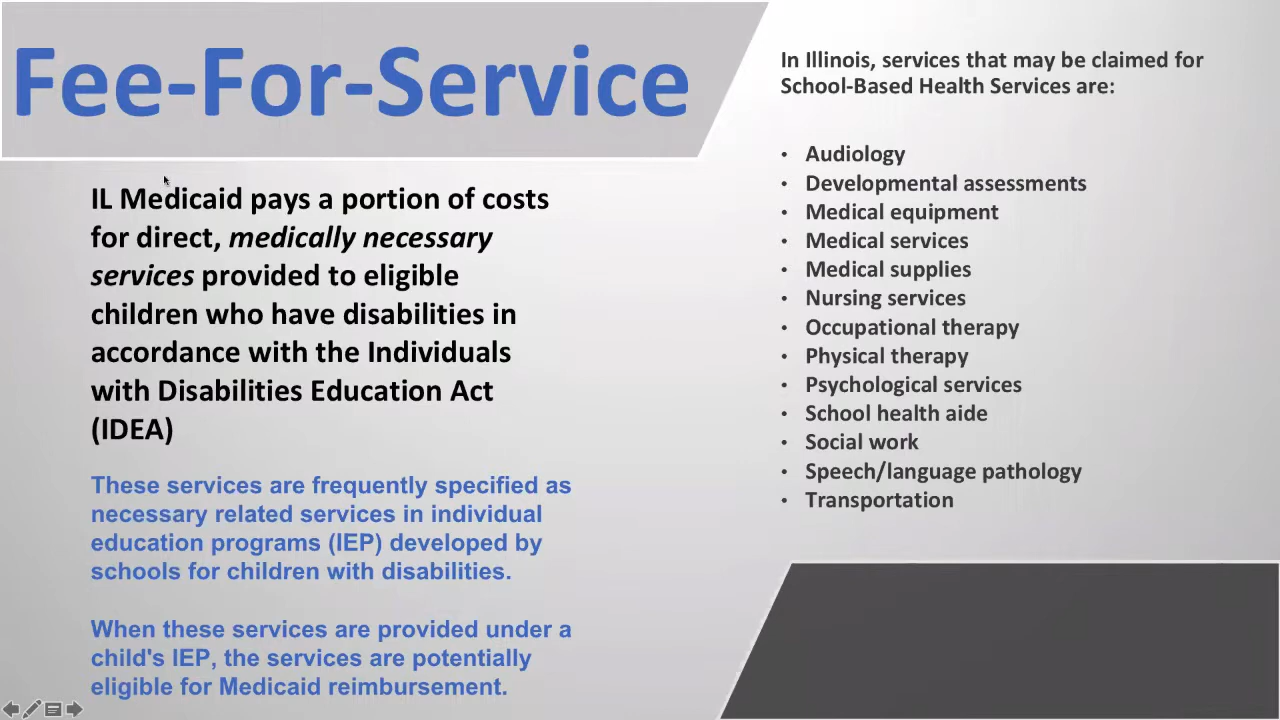 Fee-For-Service
IL Medicaid pays a portion of costs
for direct, medically necessary
services provided to eligible
children who have disabilities in
accordance with the Individuals
with Disabilities Education Act
(IDEA)
These services are frequently specified as
necessary related services in individual
education programs (IEP) developed by
schools for children with disabilities.
When these services are provided under a
child's IEP, the services are potentially
eligible for Medicaid reimbursement.
In Illinois, services that may be claimed for
School-Based Health Services are:
• Audiology
• Developmental assessments
• Medical equipment
• Medical services
• Medical supplies
• Nursing services
• Occupational therapy
• Physical therapy
• Psychological services
• School health aide
• Social work
• Speech/language pathology
• Transportation